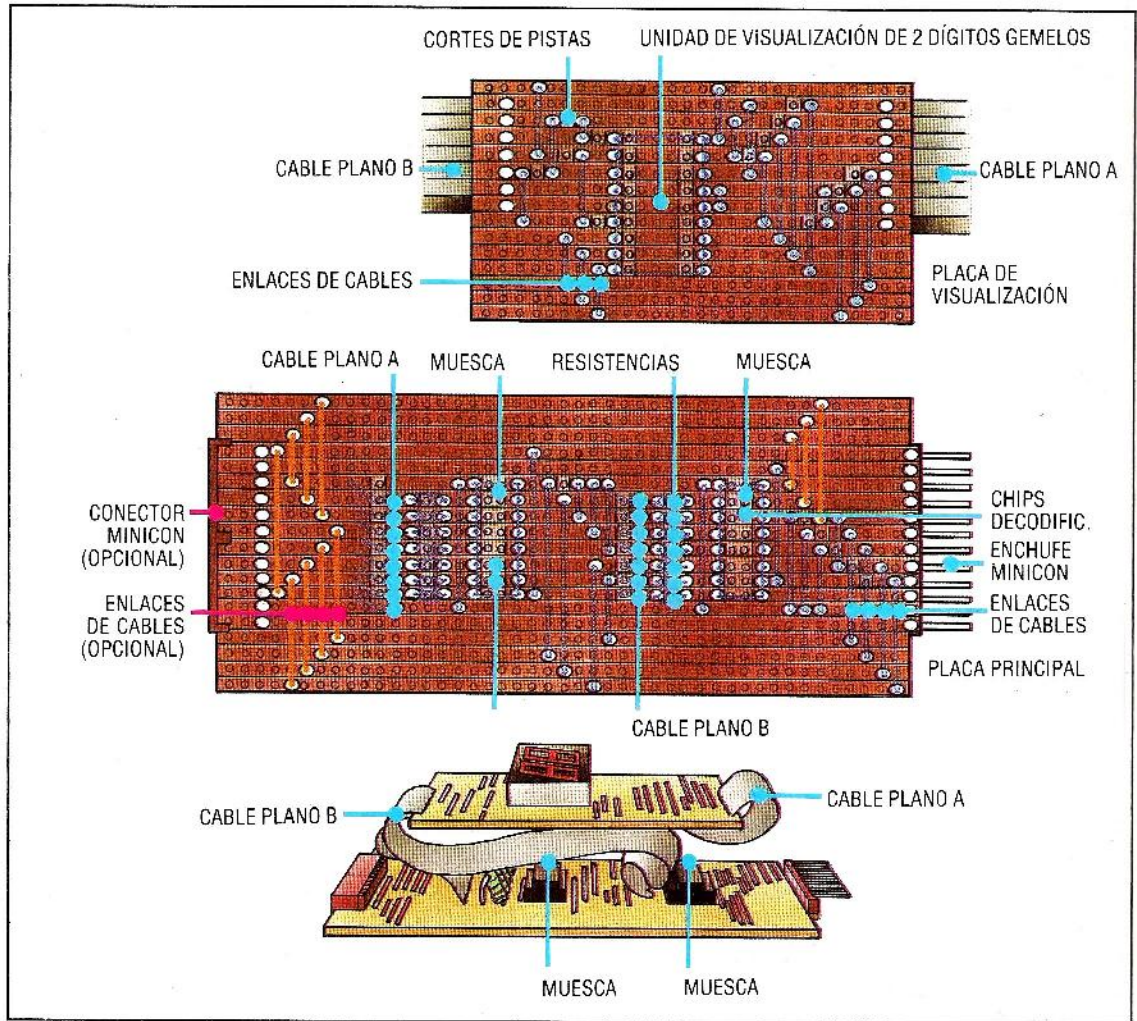 CORTES DE PISTAS
UNIDAD DE VISUALIZACIÓN DE 2 DÍGITOS GEMELOS
CABLE PLANO B
CABLE PLANO A
ENLACES DE CABLES
PLACA DE
VISUALIZACIÓN
CABLE PLANO A
MUESCA
RESISTENCIAS
MUESCA
CONECTOR
MINICON
(OPCIONAL)
CHIPS
DECODIFIC.
ENCHUFE
MINICON
ENLACES
DE CABLES
(OPCIONAL)
ENLACES
DE CABLES
PLACA PRINCIPAL
CABLE PLANO B
CABLE PLANO B
CABLE PLANO A
MUESCA
MUESCA